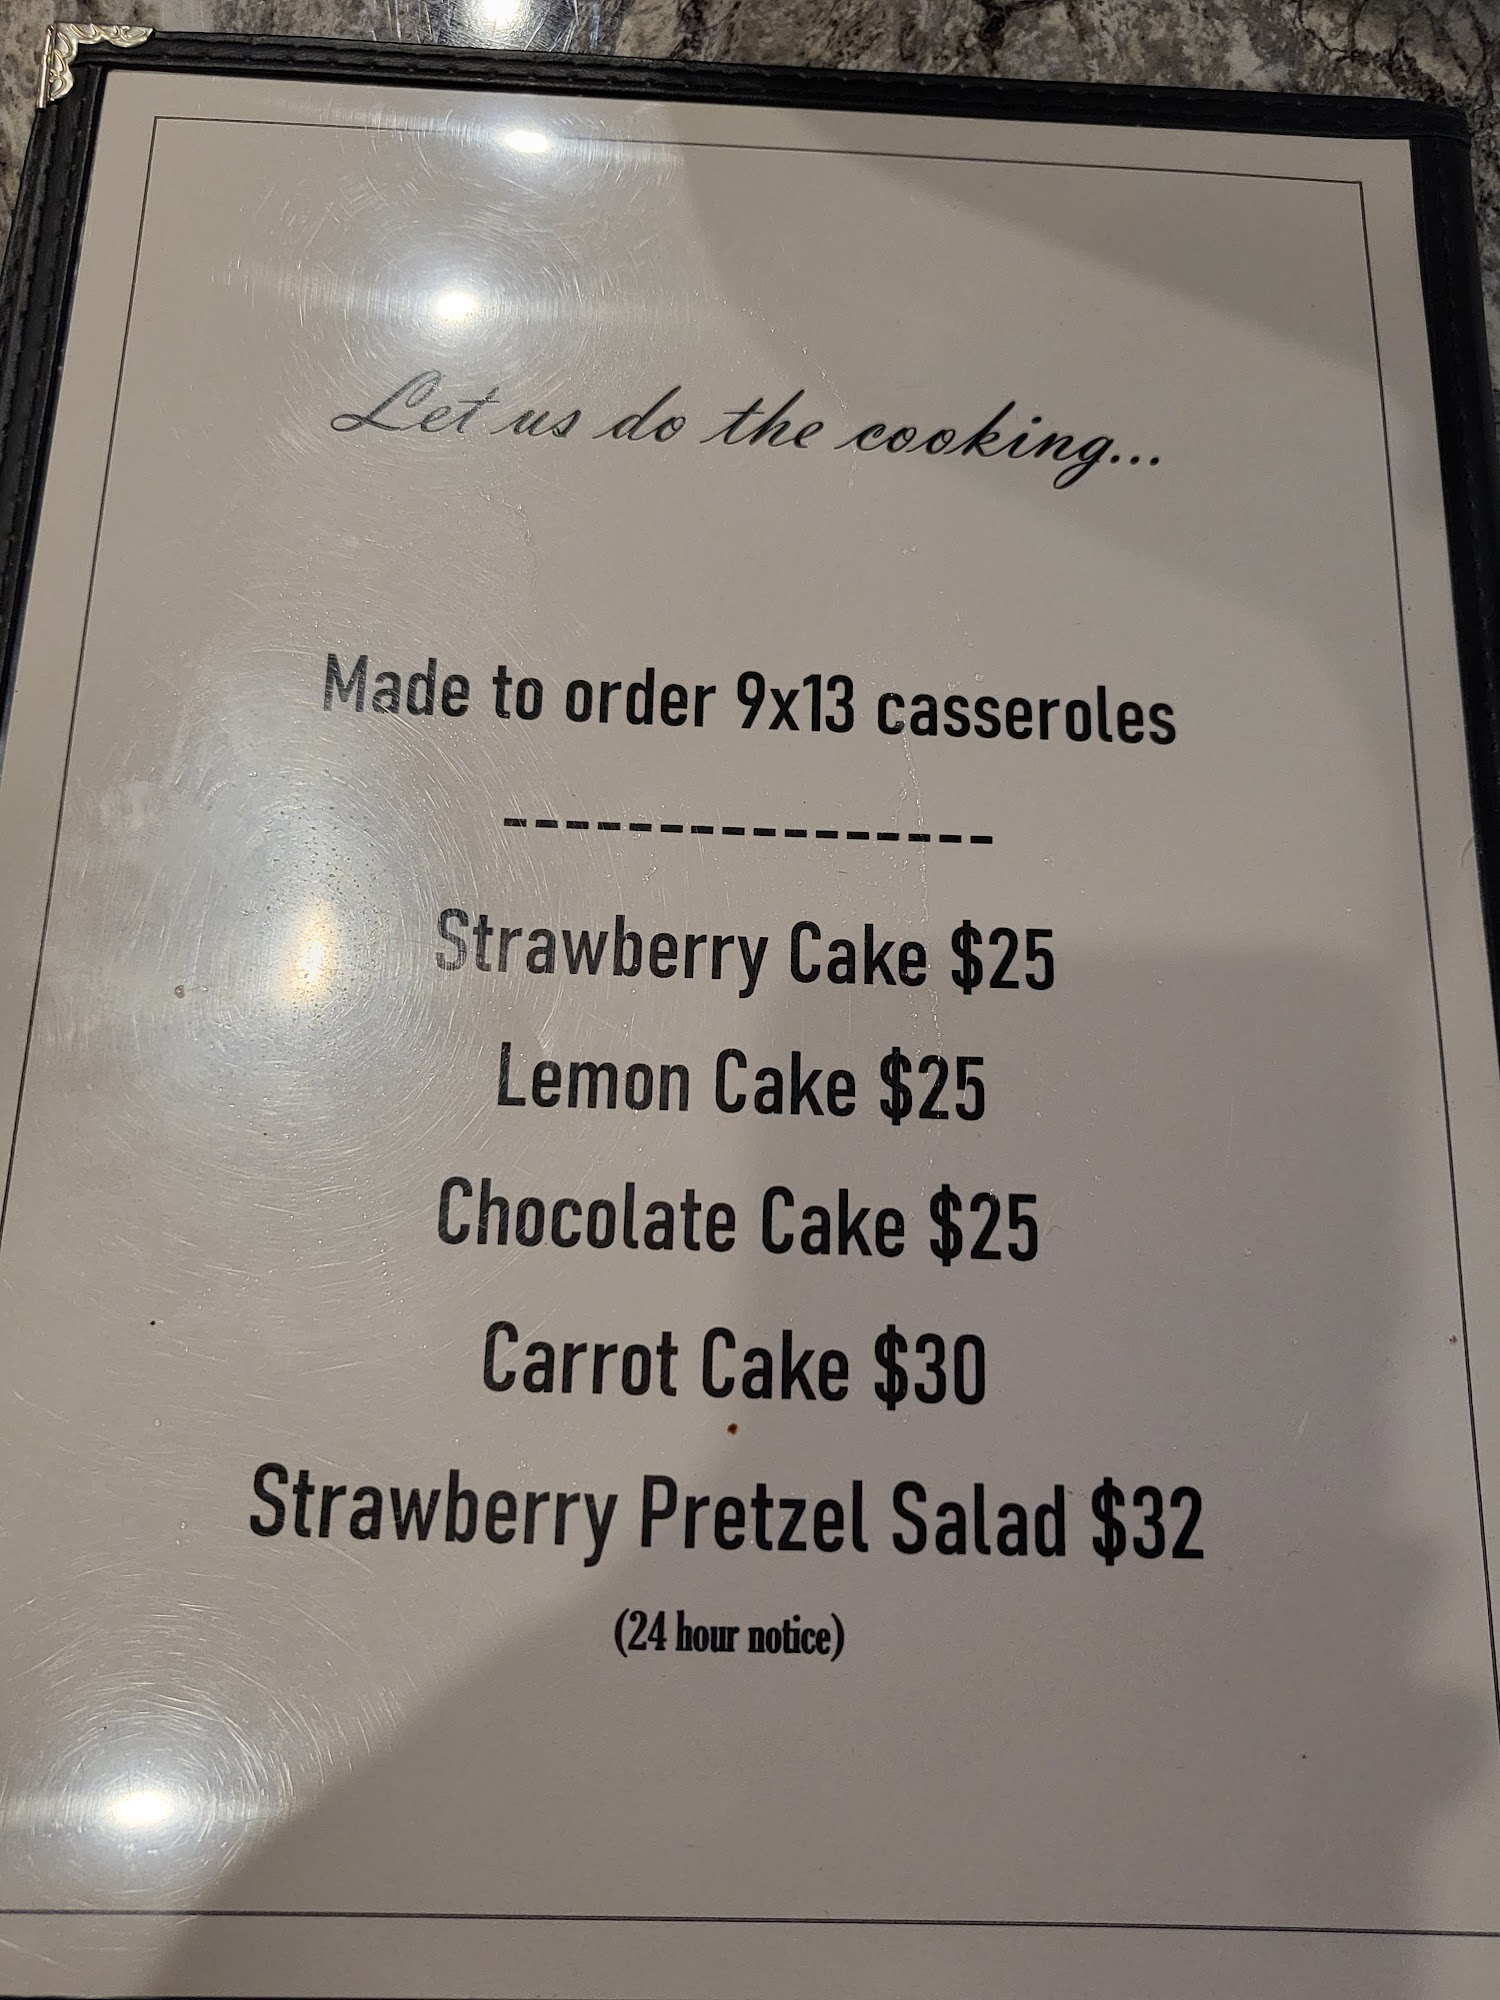 Let us do the cooking...
Made to order 9x13 casseroles
----------------
Strawberry Cake $25
Lemon Cake $25
Chocolate Cake $25
Carrot Cake $30
Strawberry Pretzel Salad $32
(24 hour notice)